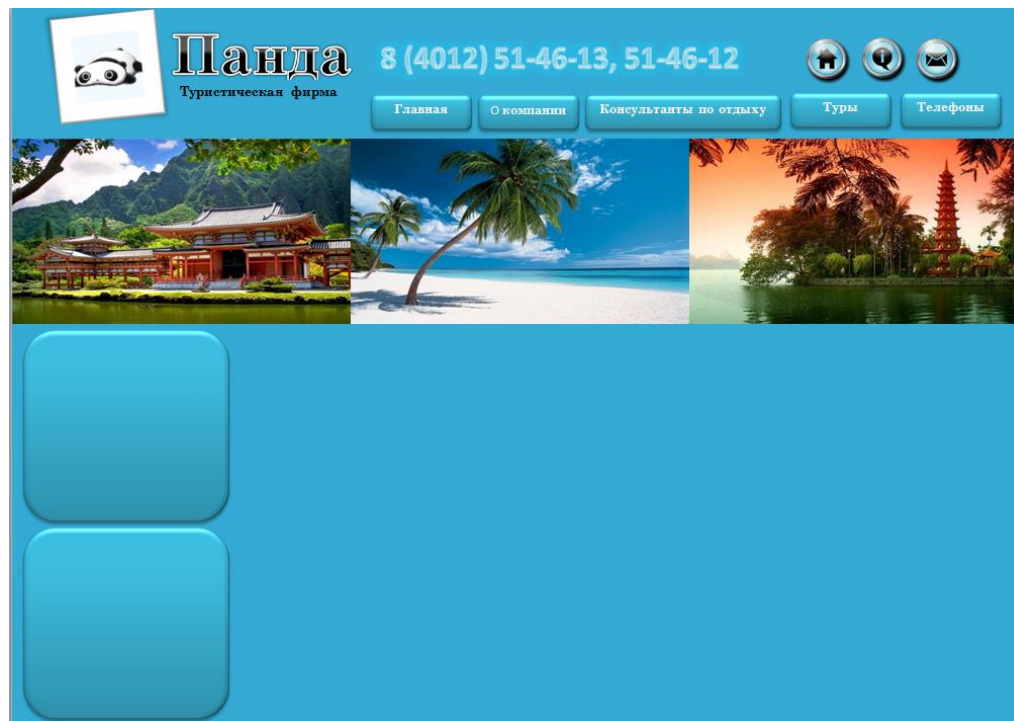 Панда
Туристическая фирма
8 (4012) 51-46-13, 51-46-12
Главная
О компании
Консультанты по отдыху
Туры
Телефоны